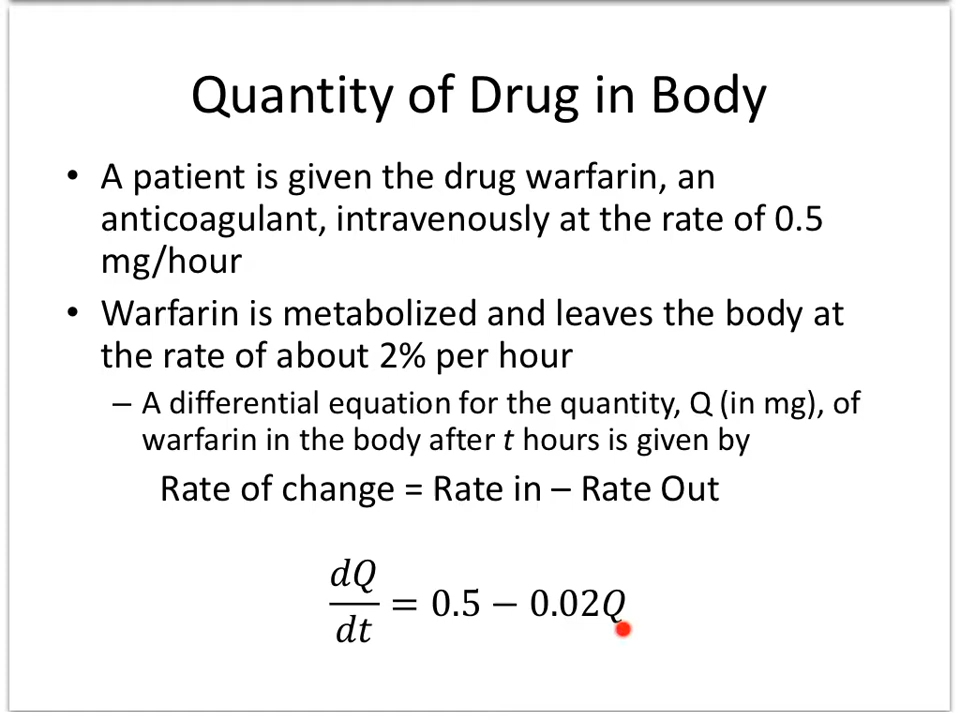 Quantity of Drug in Body
• A patient is given the drug warfarin, an
anticoagulant, intravenously at the rate of 0.5
mg/hour
• Warfarin is metabolized and leaves the body at
the rate of about 2% per hour
– A differential equation for the quantity, Q (in mg), of
warfarin in the body after t hours is given by
Rate of change = Rate in – Rate Out
dQ/dt = 0.5 − 0.02Q